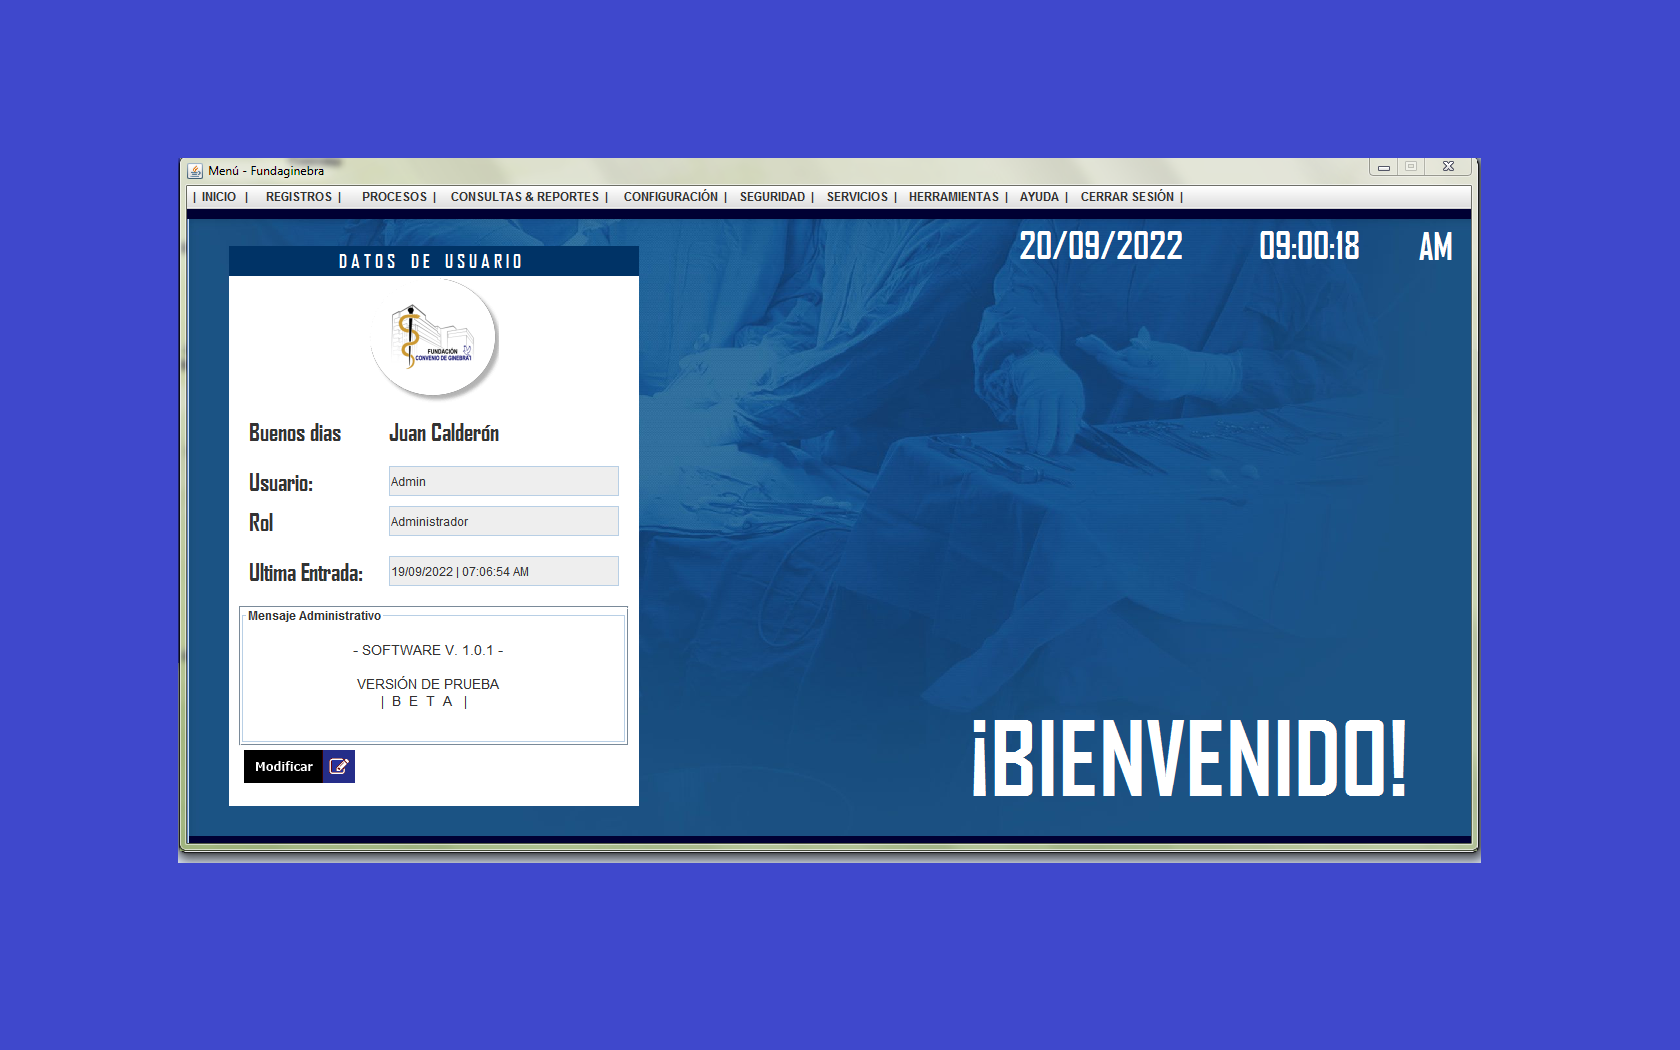 Menú - Fundaginebra
| INICIO | REGISTROS | PROCESOS | CONSULTAS & REPORTES | CONFIGURACIÓN | SEGURIDAD | SERVICIOS | HERRAMIENTAS | AYUDA | CERRAR SESIÓN |
20/09/2022 09:00:18 AM
DATOS DE USUARIO
FUNDACIÓN
CONVENIO DE GINEBRA
Buenos dias Juan Calderón
Usuario: Admin
Rol Administrador
Ultima Entrada: 19/09/2022 | 07:06:54 AM
Mensaje Administrativo
- SOFTWARE V. 1.0.1 -
VERSIÓN DE PRUEBA
| B E T A |
Modificar
¡BIENVENIDO!